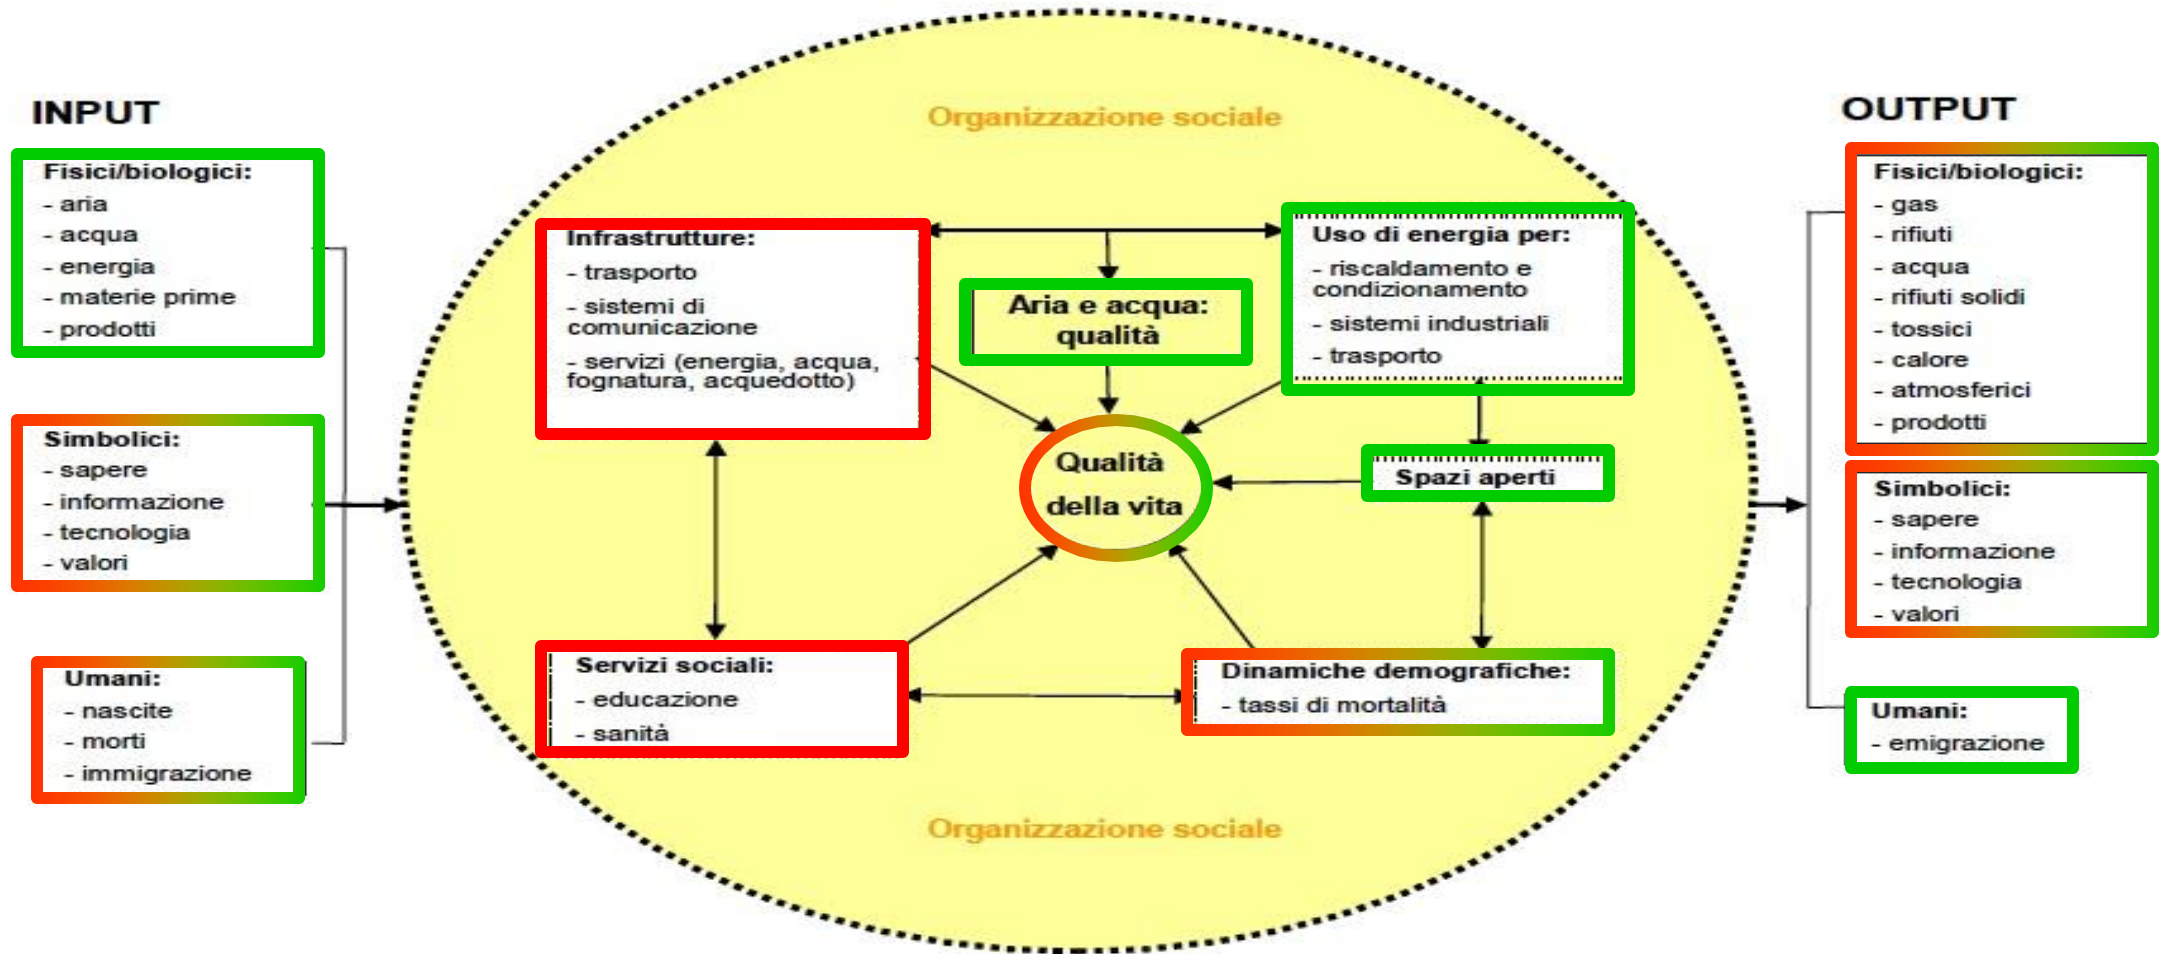 INPUT
Fisici/biologici:
- aria
- acqua
- energia
- materie prime
- prodotti
Simbolici:
- sapere
- informazione
- tecnologia
- valori
Umani:
- nascite
- morti
- immigrazione
Organizzazione sociale
Infrastrutture:
- trasporto
- sistemi di
comunicazione
- servizi (energia, acqua,
fognatura, acquedotto)
Aria e acqua:
qualità
Uso di energia per:
- riscaldamento e
condizionamento
- sistemi industriali
- trasporto
Qualità
della vita
Spazi aperti
Servizi sociali:
- educazione
- sanità
Dinamiche demografiche:
- tassi di mortalità
Organizzazione sociale
OUTPUT
Fisici/biologici:
- gas
- rifiuti
- acqua
- rifiuti solidi
- tossici
- calore
- atmosferici
- prodotti
Simbolici:
- sapere
- informazione
- tecnologia
- valori
Umani:
- emigrazione